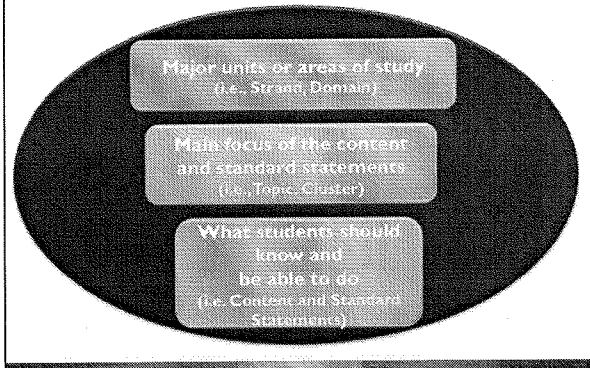 Major units or areas of study
(i.e., Strand, Domain)
Main focus of the content
and standard statements
(i.e., Topic, Cluster)
What students should
know and
be able to do
(i.e. Content and Standard
Statements)